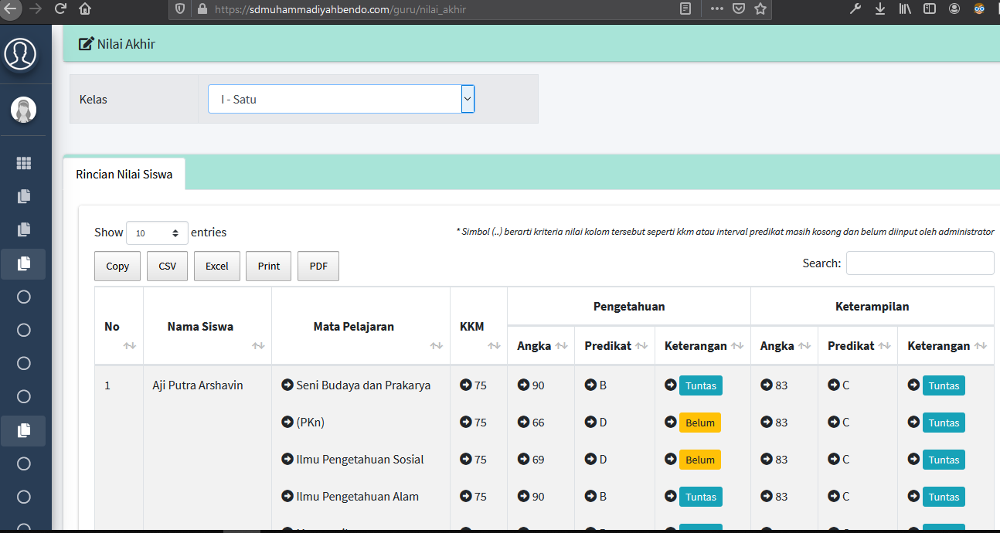 https://sdmuhammadiyahbendo.com/guru/nilai_akhir
Nilai Akhir
Kelas
I - Satu
Rincian Nilai Siswa
Show 10 entries
* Simbol (..) berarti kriteria nilai kolom tersebut seperti kkm atau interval predikat masih kosong dan belum diinput oleh administrator
Copy CSV Excel Print PDF
Search:
Pengetahuan Keterampilan
No Nama Siswa Mata Pelajaran KKM
Angka Predikat Keterangan Angka Predikat Keterangan
1 Aji Putra Arshavin Seni Budaya dan Prakarya 75 90 B Tuntas 83 C Tuntas
(PKn) 75 66 D Belum 83 C Tuntas
Ilmu Pengetahuan Sosial 75 69 D Belum 83 C Tuntas
Ilmu Pengetahuan Alam 75 90 B Tuntas 83 C Tuntas